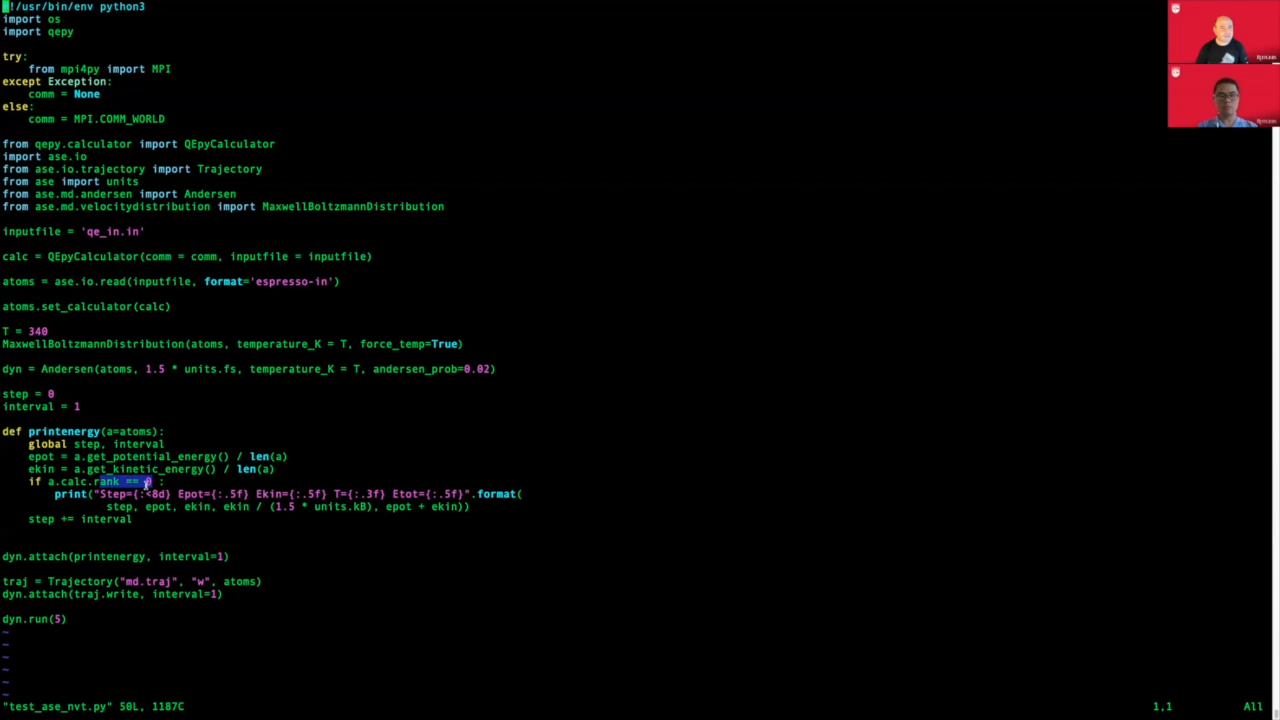 #!/usr/bin/env python3
import os
import qepy
try:
from mpi4py import MPI
except Exception:
comm = None
else:
comm = MPI.COMM_WORLD
from qepy.calculator import QEpyCalculator
import ase.io
from ase.io.trajectory import Trajectory
from ase import units
from ase.md.andersen import Andersen
from ase.md.velocitydistribution import MaxwellBoltzmannDistribution
inputfile = 'qe_in.in'
calc = QEpyCalculator(comm = comm, inputfile = inputfile)
atoms = ase.io.read(inputfile, format='espresso-in')
atoms.set_calculator(calc)
T = 340
MaxwellBoltzmannDistribution(atoms, temperature_K = T, force_temp=True)
dyn = Andersen(atoms, 1.5 * units.fs, temperature_K = T, andersen_prob=0.02)
step = 0
interval = 1
def printenergy(a=atoms):
global step, interval
epot = a.get_potential_energy() / len(a)
ekin = a.get_kinetic_energy() / len(a)
if a.calc.rank == 0 :
print("Step={:<8d} Epot={:.5f} Ekin={:.5f} T={:.3f} Etot={:.5f}".format(
step, epot, ekin, ekin / (1.5 * units.kB), epot + ekin))
step += interval
dyn.attach(printenergy, interval=1)
traj = Trajectory("md.traj", "w", atoms)
dyn.attach(traj.write, interval=1)
dyn.run(5)
~
~
~
~
~
~
"test_ase_nvt.py" 50L, 1187C
1,1
All